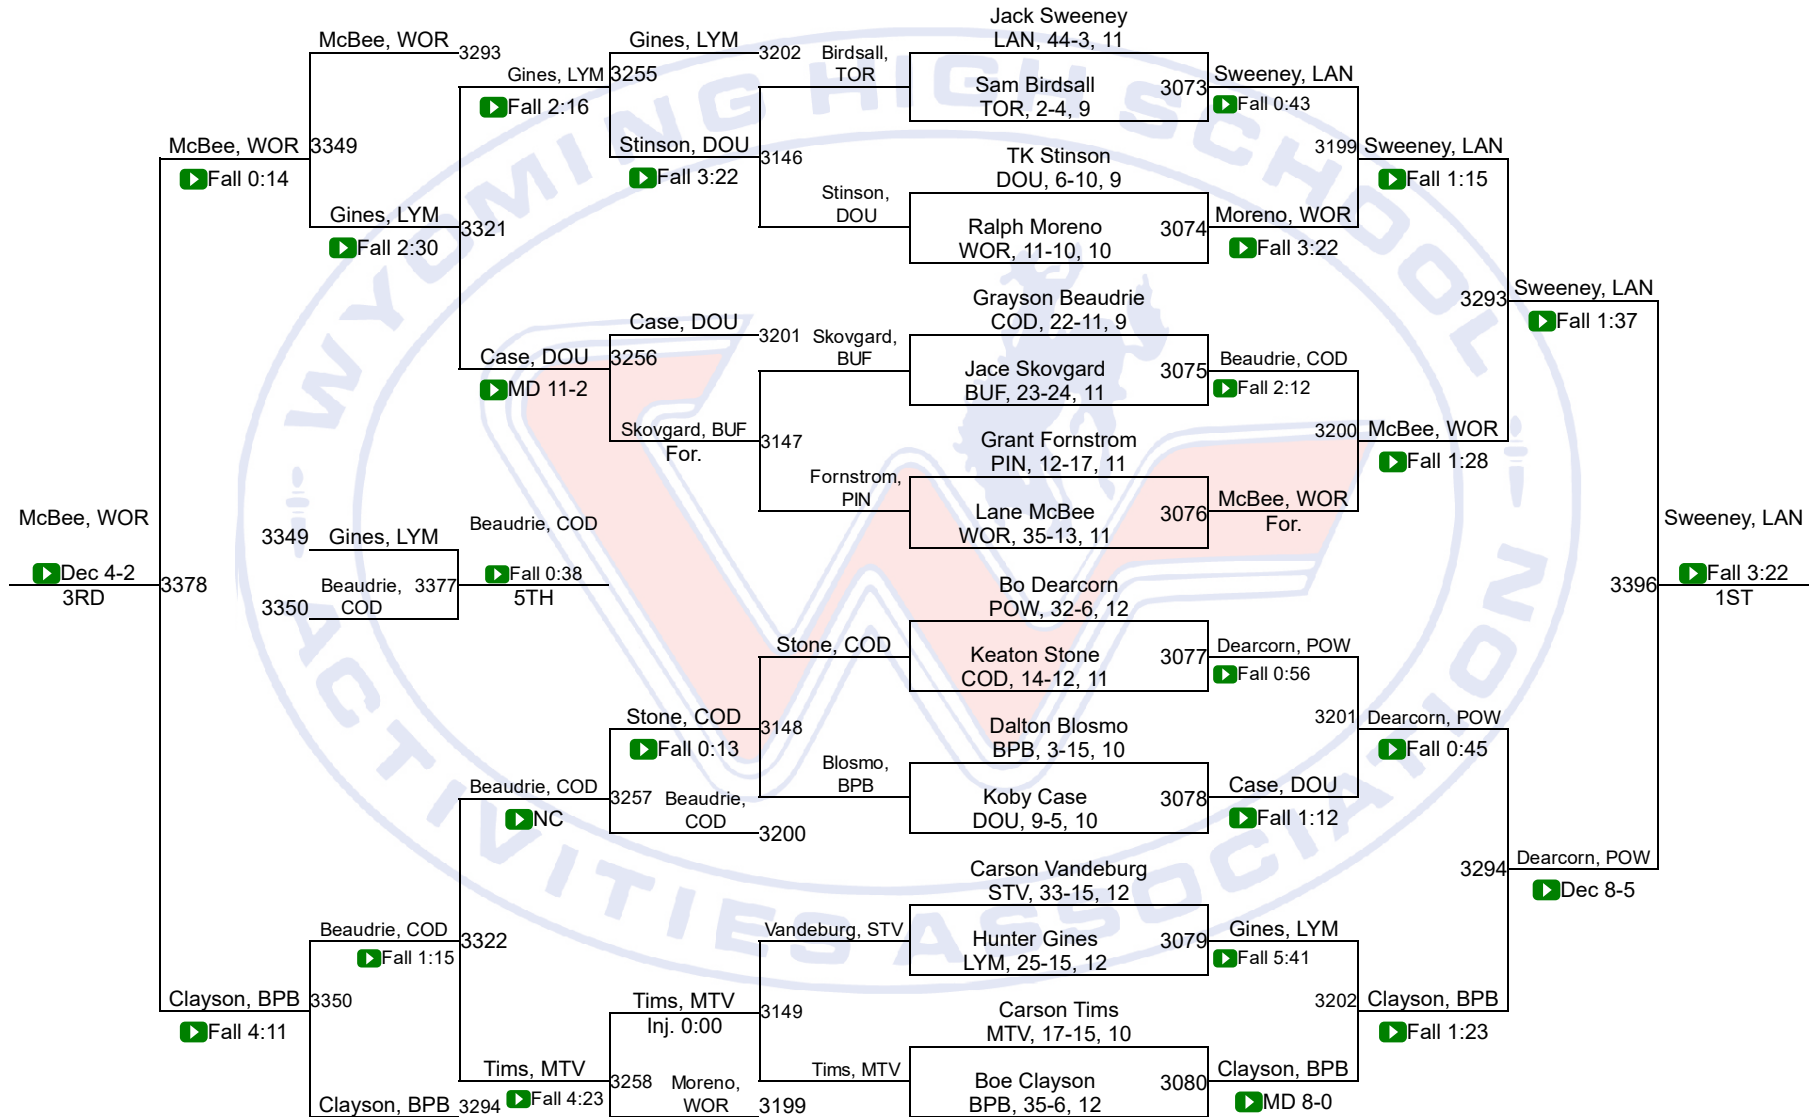 WYOMING HIGH SCHOOL
ACTIVITIES ASSOCIATION
McBee, WOR
3293
Gines, LYM
3255
Fall 2:16
McBee, WOR
3349
Fall 0:14
Gines, LYM
3321
Fall 2:30
Gines, LYM
3202
Stinson, DOU
3146
Fall 3:22
Birdsall,
TOR
Stinson,
DOU
Case, DOU
3256
MD 11-2
Case, DOU
3201
Skovgard, BUF
3147
For.
Skovgard,
BUF
Fornstrom,
PIN
McBee, WOR
Dec 4-2
3RD
3378
3349
Gines, LYM
3350
Beaudrie,
COD
3377
Beaudrie, COD
Fall 0:38
5TH
Stone, COD
Stone, COD
3148
Fall 0:13
Blosmo,
BPB
Beaudrie, COD
3257
NC
Beaudrie,
COD
3200
Beaudrie, COD
3322
Fall 1:15
Clayson, BPB
3350
Fall 4:11
Tims, MTV
3258
Fall 4:23
Clayson, BPB
3294
Tims, MTV
3149
Inj. 0:00
Moreno,
WOR
3199
Vandeburg, STV
Tims, MTV
Jack Sweeney
LAN, 44-3, 11
Sam Birdsall
TOR, 2-4, 9
3073
Sweeney, LAN
Fall 0:43
TK Stinson
DOU, 6-10, 9
Ralph Moreno
WOR, 11-10, 10
3074
Moreno, WOR
Fall 3:22
3199
Sweeney, LAN
Fall 1:15
Grayson Beaudrie
COD, 22-11, 9
Jace Skovgard
BUF, 23-24, 11
3075
Beaudrie, COD
Fall 2:12
Grant Fornstrom
PIN, 12-17, 11
Lane McBee
WOR, 35-13, 11
3076
McBee, WOR
For.
3200
McBee, WOR
Fall 1:28
3293
Sweeney, LAN
Fall 1:37
Bo Dearcorn
POW, 32-6, 12
Keaton Stone
COD, 14-12, 11
3077
Dearcorn, POW
Fall 0:56
Dalton Blosmo
BPB, 3-15, 10
Koby Case
DOU, 9-5, 10
3078
Case, DOU
Fall 1:12
3201
Dearcorn, POW
Fall 0:45
Carson Vandeburg
STV, 33-15, 12
Hunter Gines
LYM, 25-15, 12
3079
Gines, LYM
Fall 5:41
Carson Tims
MTV, 17-15, 10
Boe Clayson
BPB, 35-6, 12
3080
Clayson, BPB
MD 8-0
3202
Clayson, BPB
Fall 1:23
3294
Dearcorn, POW
Dec 8-5
Sweeney, LAN
3396
Fall 3:22
1ST